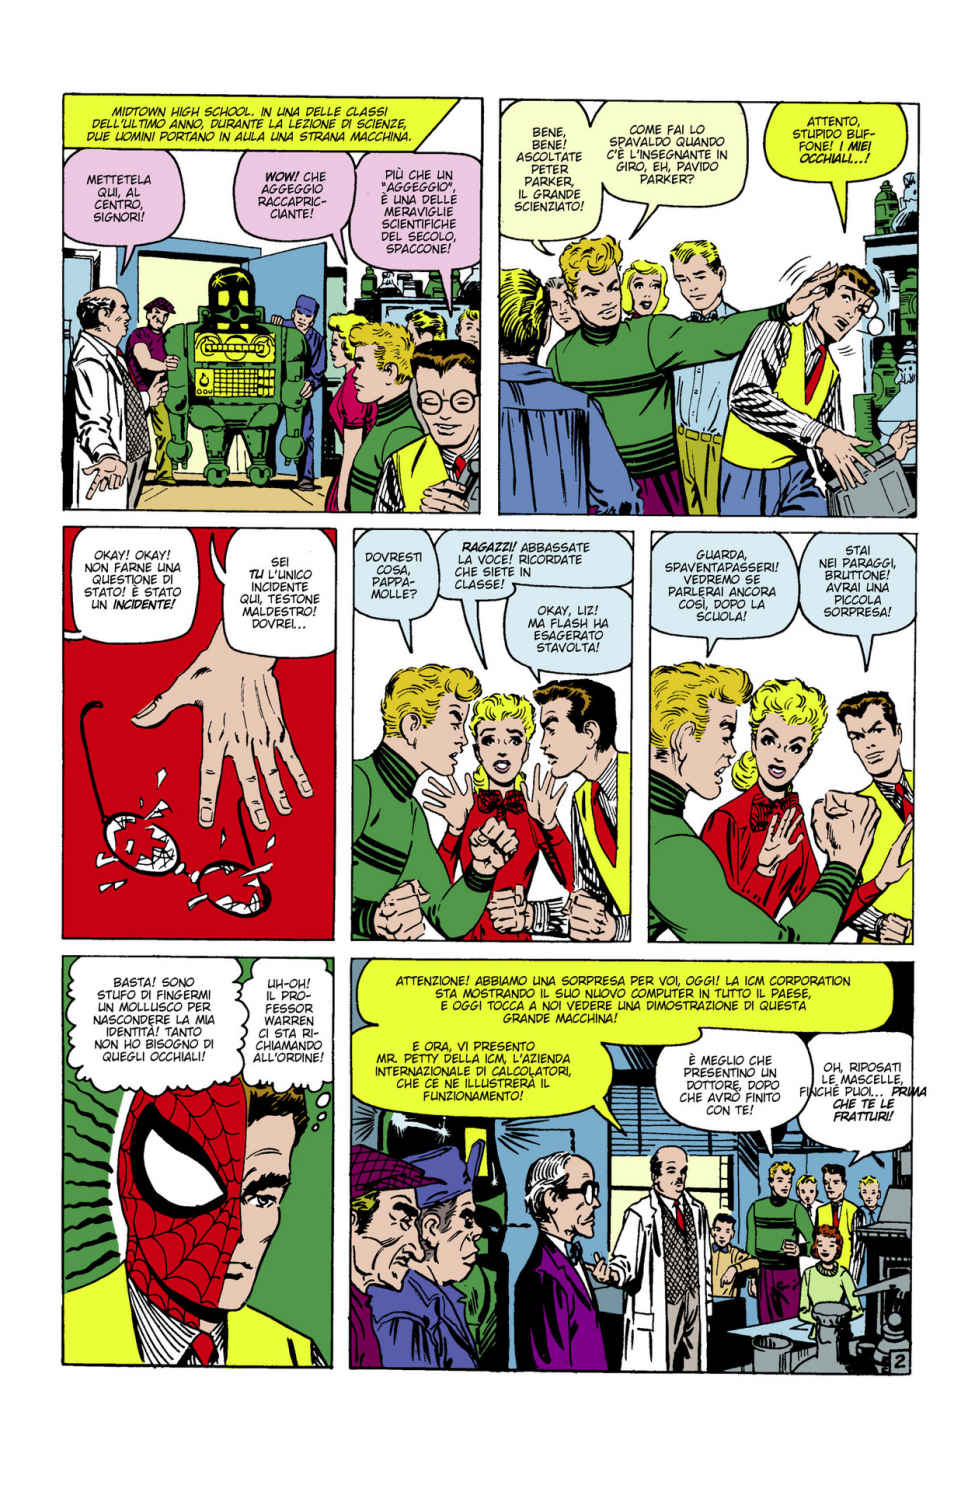 MIDTOWN HIGH SCHOOL. IN UNA DELLE CLASSI
DELL'ULTIMO ANNO, DURANTE LA LEZIONE DI SCIENZE,
DUE UOMINI PORTANO IN AULA UNA STRANA MACCHINA.
METTETELA
QUI, AL
CENTRO,
SIGNORI!
WOW! CHE
AGGEGGIO
RACCAPRIC-
CIANTE!
PIÙ CHE UN
"AGGEGGIO",
È UNA DELLE
MERAVIGLIE
SCIENTIFICHE
DEL SECOLO,
SPACCONE!
BENE,
BENE!
ASCOLTATE
PETER
PARKER,
IL GRANDE
SCIENZIATO!
COME FAI LO
SPAVALDO QUANDO
C'È L'INSEGNANTE IN
GIRO, EH, PAVIDO
PARKER?
ATTENTO,
STUPIDO BUF-
FONE! I MIEI
OCCHIALI...!
OKAY! OKAY!
NON FARNE UNA
QUESTIONE DI
STATO! È STATO
UN INCIDENTE!
SEI
TU L'UNICO
INCIDENTE
QUI, TESTONE
MALDESTRO!
DOVREI...
DOVRESTI
COSA,
PAPPA-
MOLLE?
RAGAZZI! ABBASSATE
LA VOCE! RICORDATE
CHE SIETE IN
CLASSE!
OKAY, LIZ!
MA FLASH HA
ESAGERATO
STAVOLTA!
GUARDA,
SPAVENTAPASSERI!
VEDREMO SE
PARLERAI ANCORA
COSÌ, DOPO LA
SCUOLA!
STAI
NEI PARAGGI,
BRUTTONE!
AVRAI UNA
PICCOLA
SORPRESA!
BASTA! SONO
STUFO DI FINGERMI
UN MOLLUSCO PER
NASCONDERE LA MIA
IDENTITÀ! TANTO
NON HO BISOGNO DI
QUEGLI OCCHIALI!
UH-OH!
IL PRO-
FESSOR
WARREN
CI STA RI-
CHIAMANDO
ALL'ORDINE!
ATTENZIONE! ABBIAMO UNA SORPRESA PER VOI, OGGI! LA ICM CORPORATION
STA MOSTRANDO IL SUO NUOVO COMPUTER IN TUTTO IL PAESE,
E OGGI TOCCA A NOI VEDERE UNA DIMOSTRAZIONE DI QUESTA
GRANDE MACCHINA!
E ORA, VI PRESENTO
MR. PETTY DELLA ICM, L'AZIENDA
INTERNAZIONALE DI CALCOLATORI,
CHE CE NE ILLUSTRERÀ IL
FUNZIONAMENTO!
È MEGLIO CHE
PRESENTINO UN
DOTTORE, DOPO
CHE AVRÒ FINITO
CON TE!
OH, RIPOSATI
LE MASCELLE,
FINCHÉ PUOI... PRIMA
CHE TE LE
FRATTURI!
2